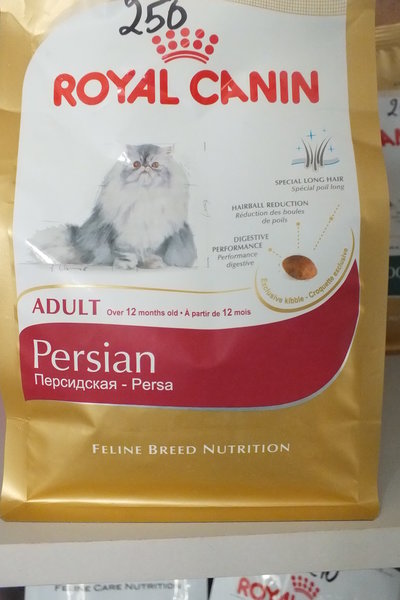 256
ROYAL CANIN
SPECIAL LONG HAIR
Spécial poil long
HAIRBALL REDUCTION
Réduction des boules
de poils
DIGESTIVE
PERFORMANCE
Performance
digestive
Exclusive kibble - Croquette exclusive
ADULT Over 12 months old • À partir de 12 mois
Persian
Персидская - Persa
FELINE BREED NUTRITION
FELINE CARE NUTRITION
ROYAL